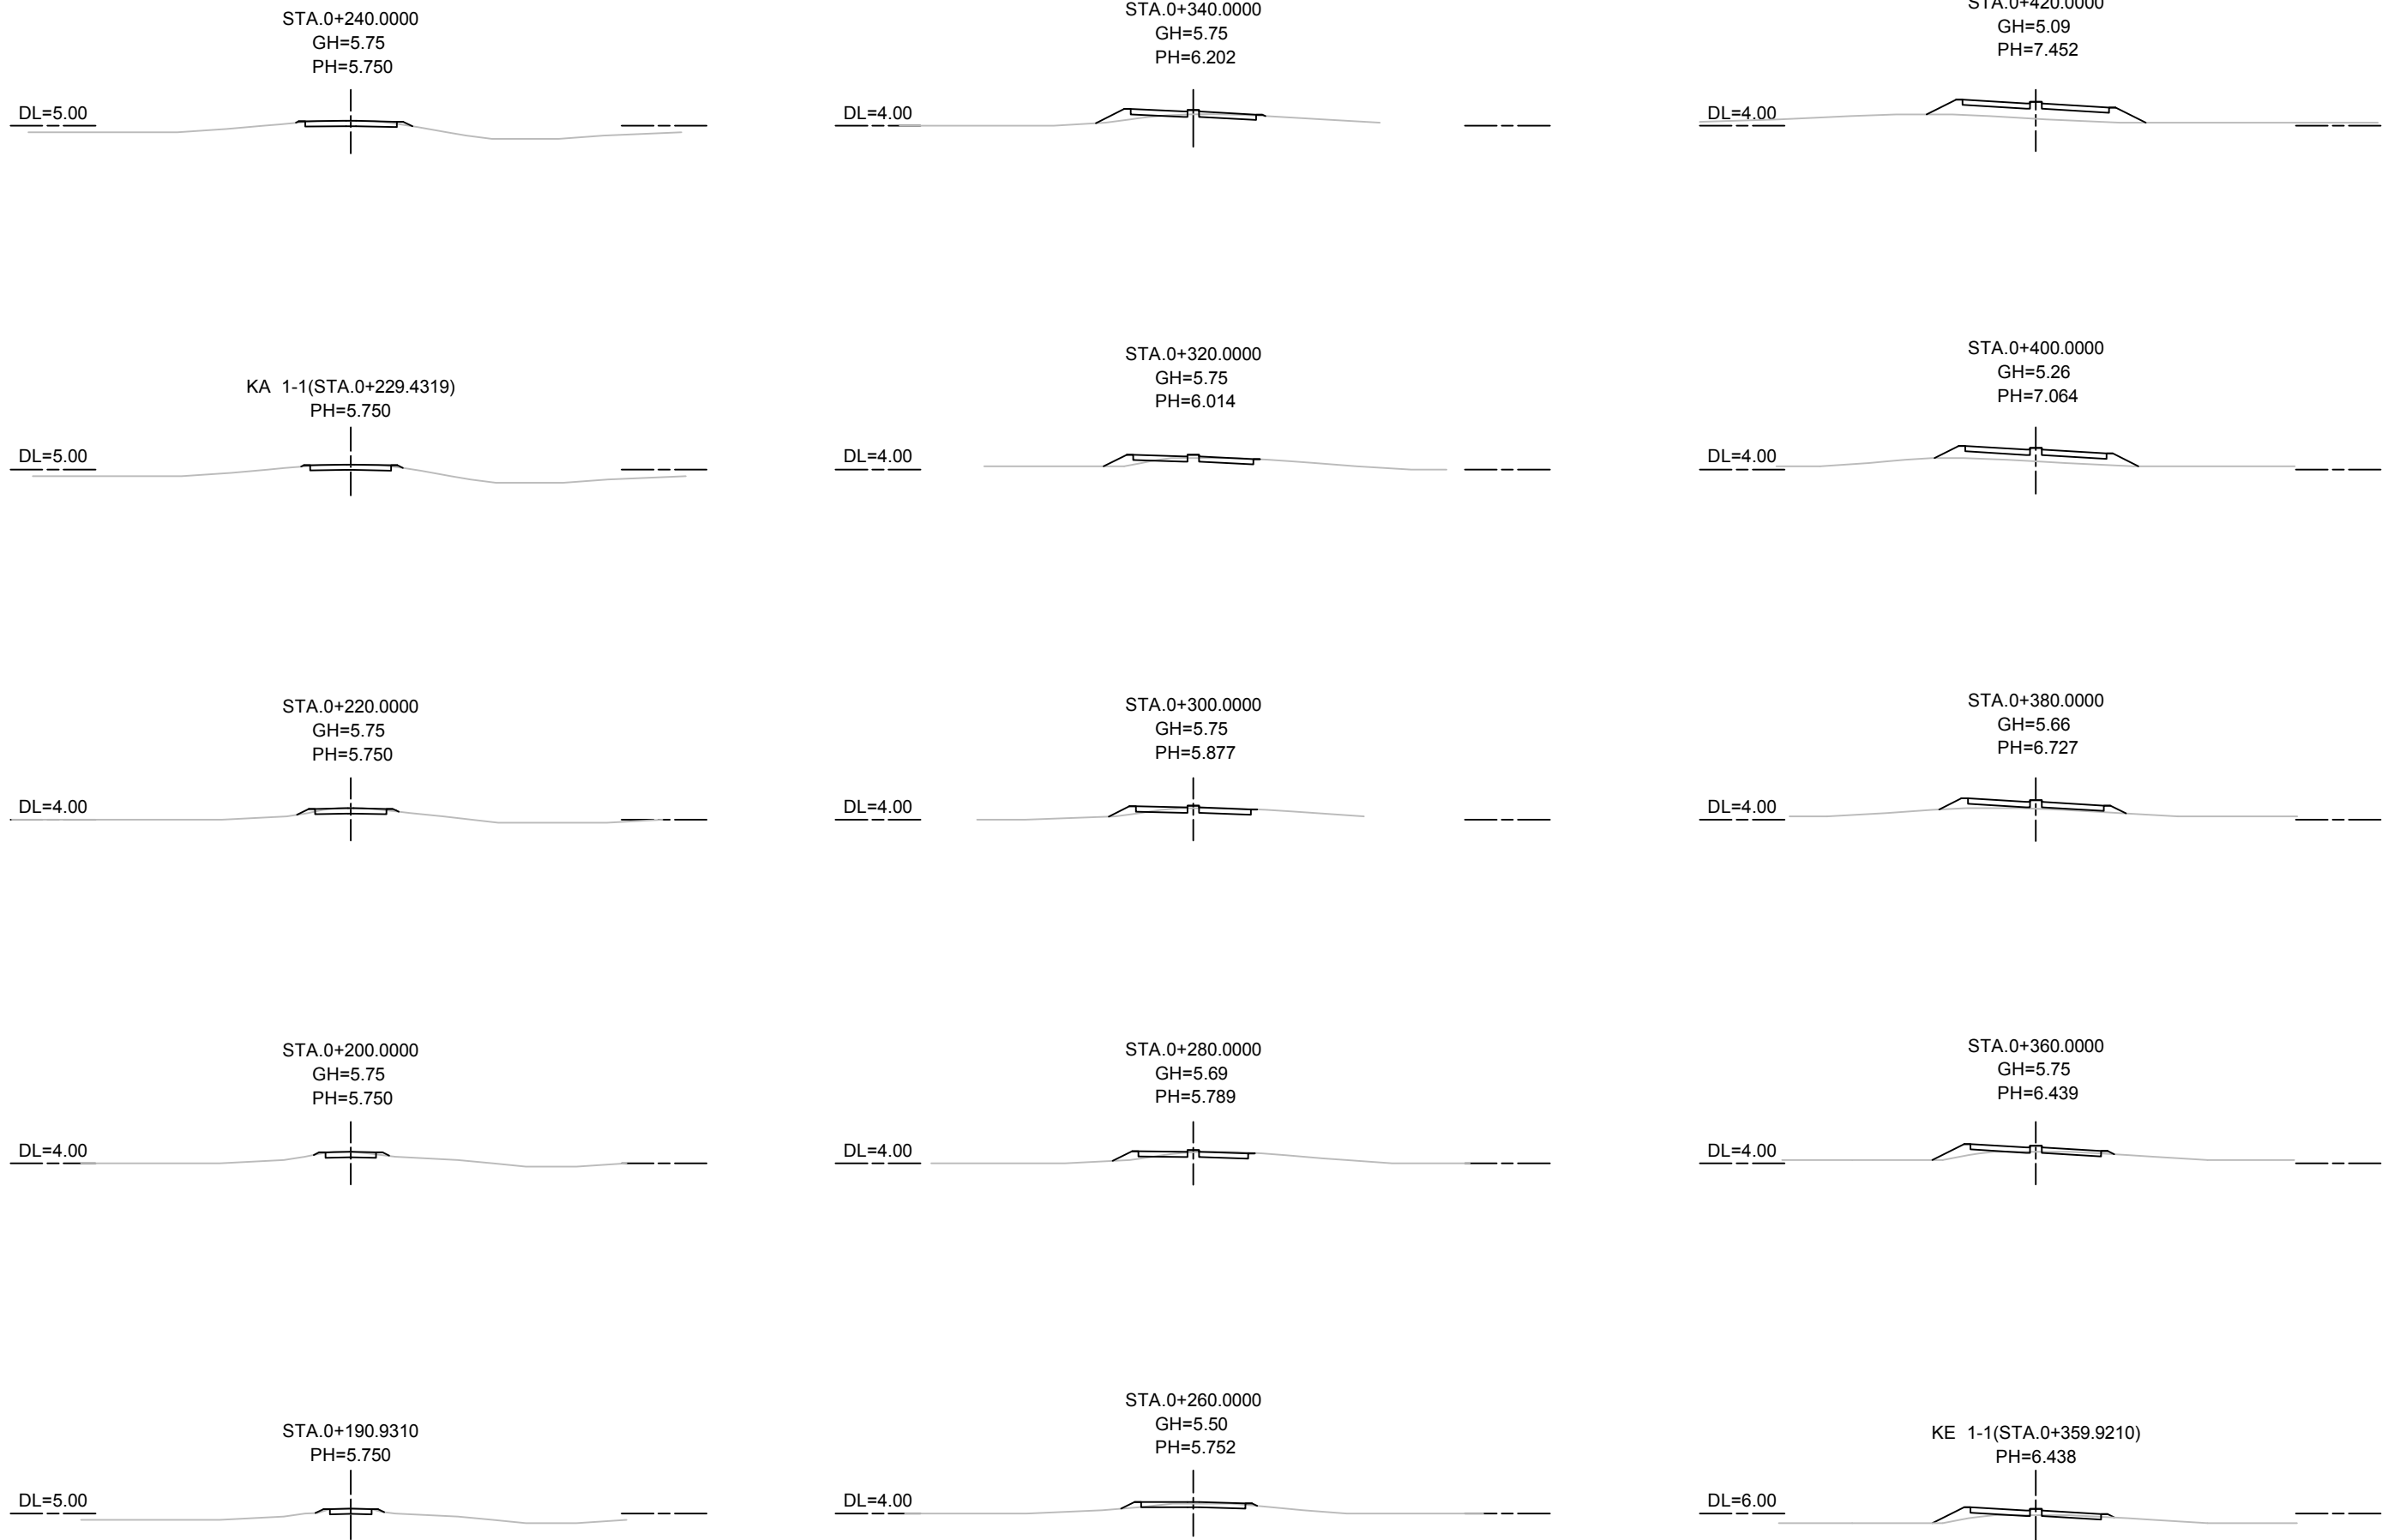 STA.0+240.0000
GH=5.75
PH=5.750
DL=5.00
KA 1-1(STA.0+229.4319)
PH=5.750
DL=5.00
STA.0+220.0000
GH=5.75
PH=5.750
DL=4.00
STA.0+200.0000
GH=5.75
PH=5.750
DL=4.00
STA.0+190.9310
PH=5.750
DL=5.00
STA.0+340.0000
GH=5.75
PH=6.202
DL=4.00
STA.0+320.0000
GH=5.75
PH=6.014
DL=4.00
STA.0+300.0000
GH=5.75
PH=5.877
DL=4.00
STA.0+280.0000
GH=5.69
PH=5.789
DL=4.00
STA.0+260.0000
GH=5.50
PH=5.752
DL=4.00
STA.0+420.0000
GH=5.09
PH=7.452
DL=4.00
STA.0+400.0000
GH=5.26
PH=7.064
DL=4.00
STA.0+380.0000
GH=5.66
PH=6.727
DL=4.00
STA.0+360.0000
GH=5.75
PH=6.439
DL=4.00
KE 1-1(STA.0+359.9210)
PH=6.438
DL=6.00